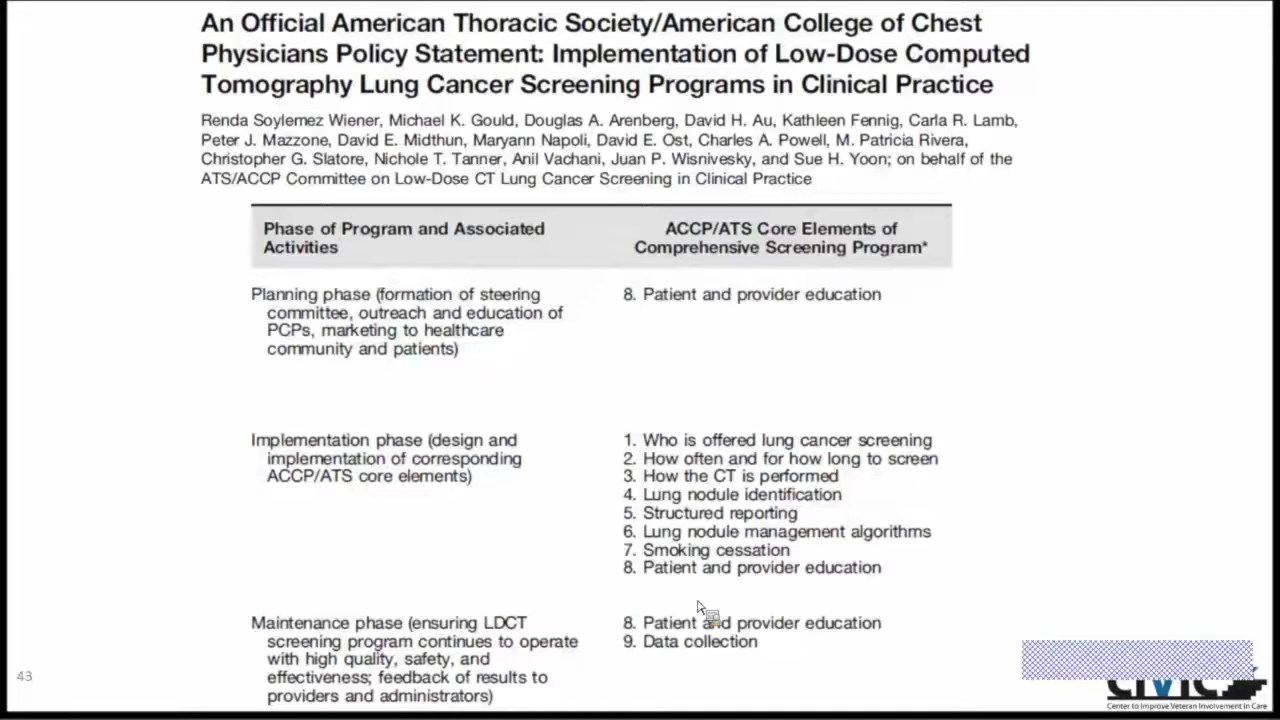 An Official American Thoracic Society/American College of Chest
Physicians Policy Statement: Implementation of Low-Dose Computed
Tomography Lung Cancer Screening Programs in Clinical Practice
Renda Soylemez Wiener, Michael K. Gould, Douglas A. Arenberg, David H. Au, Kathleen Fennig, Carla R. Lamb,
Peter J. Mazzone, David E. Midthun, Maryann Napoli, David E. Ost, Charles A. Powell, M. Patricia Rivera,
Christopher G. Slatore, Nichole T. Tanner, Anil Vachani, Juan P. Wisnivesky, and Sue H. Yoon; on behalf of the
ATS/ACCP Committee on Low-Dose CT Lung Cancer Screening in Clinical Practice
Phase of Program and Associated
Activities
ACCP/ATS Core Elements of
Comprehensive Screening Program*
Planning phase (formation of steering
committee, outreach and education of
PCPs, marketing to healthcare
community and patients)
8. Patient and provider education
Implementation phase (design and
implementation of corresponding
ACCP/ATS core elements)
1. Who is offered lung cancer screening
2. How often and for how long to screen
3. How the CT is performed
4. Lung nodule identification
5. Structured reporting
6. Lung nodule management algorithms
7. Smoking cessation
8. Patient and provider education
Maintenance phase (ensuring LDCT
screening program continues to operate
with high quality, safety, and
effectiveness; feedback of results to
providers and administrators)
8. Patient and provider education
9. Data collection
43
CIVIC
Center to Improve Veteran Involvement In Care